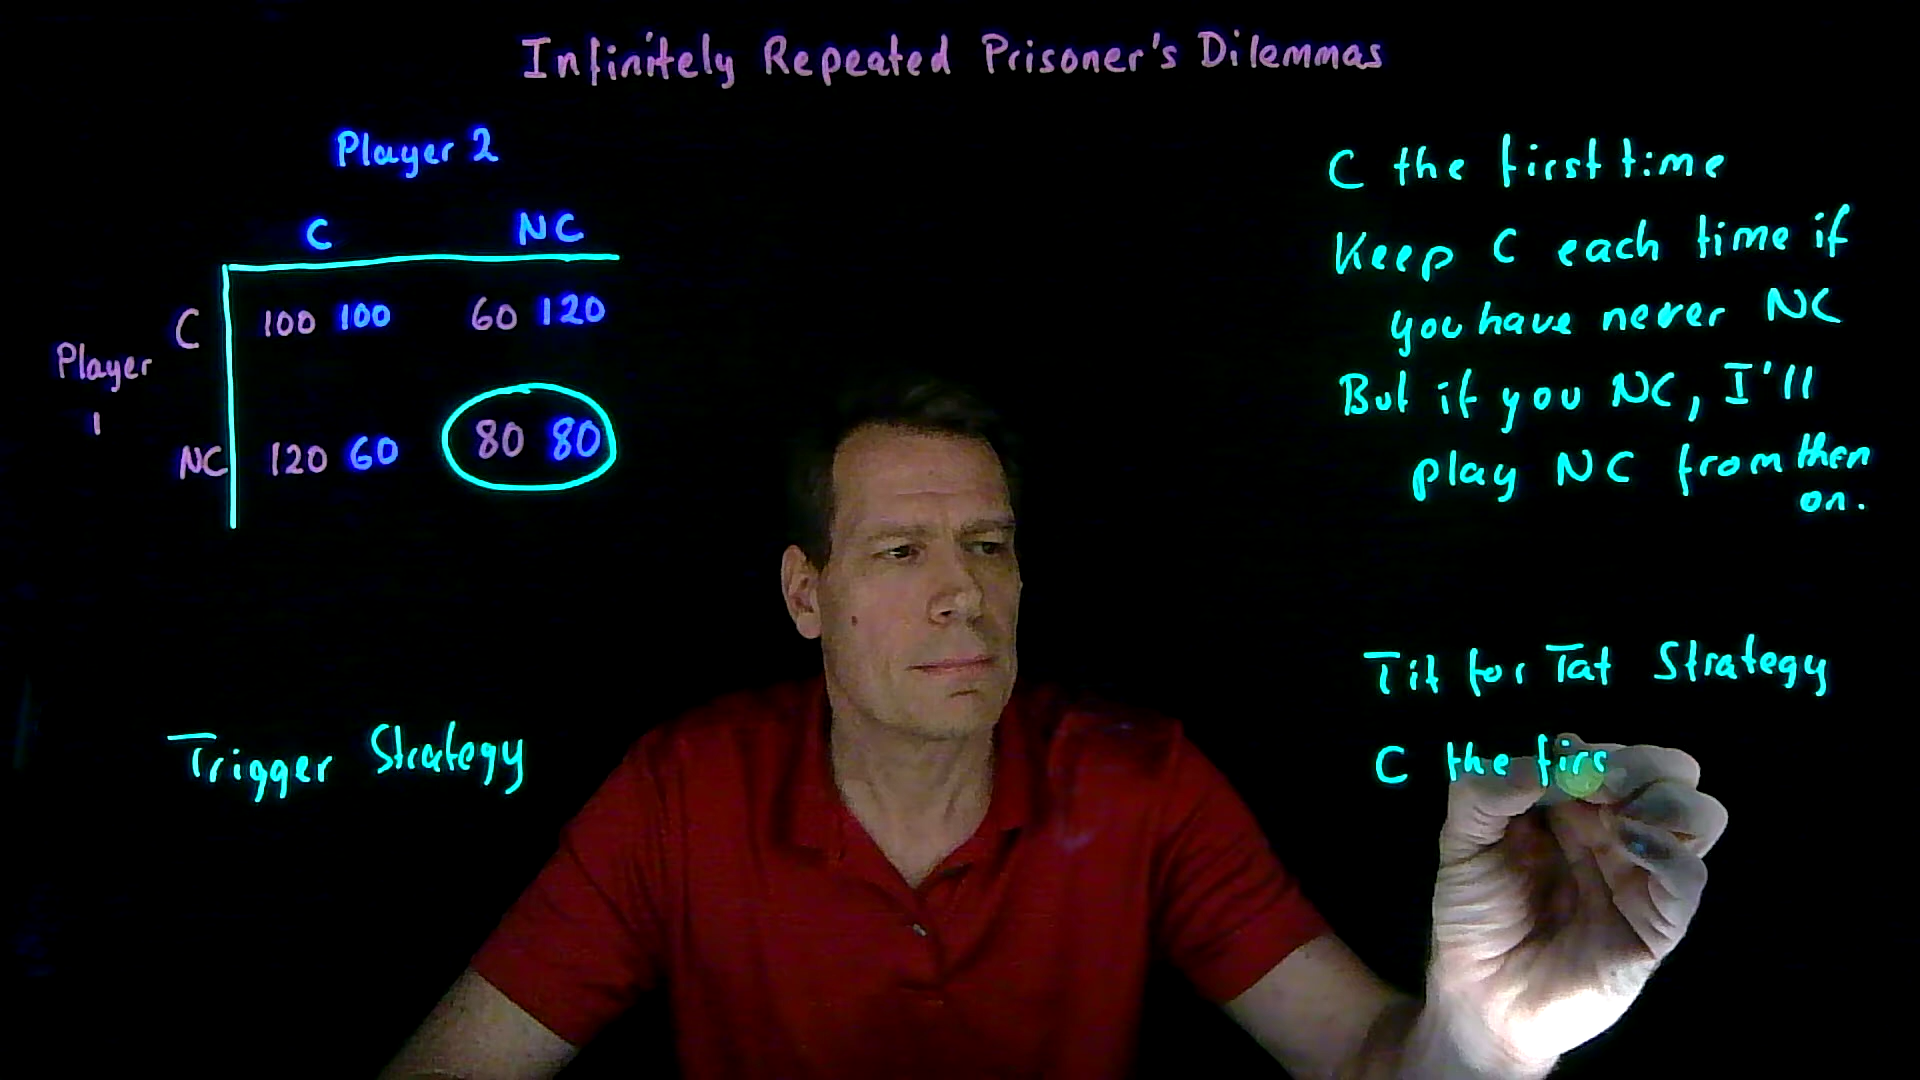 Infinitely Repeated Prisoner's Dilemmas
Player 2
C NC
Player 1
C 100 100 60 120
NC 120 60 80 80
Trigger Strategy
C the first time
Keep C each time if
you have never NC
But if you NC, I'll
play NC from then on.
Tit for Tat Strategy
C the firs